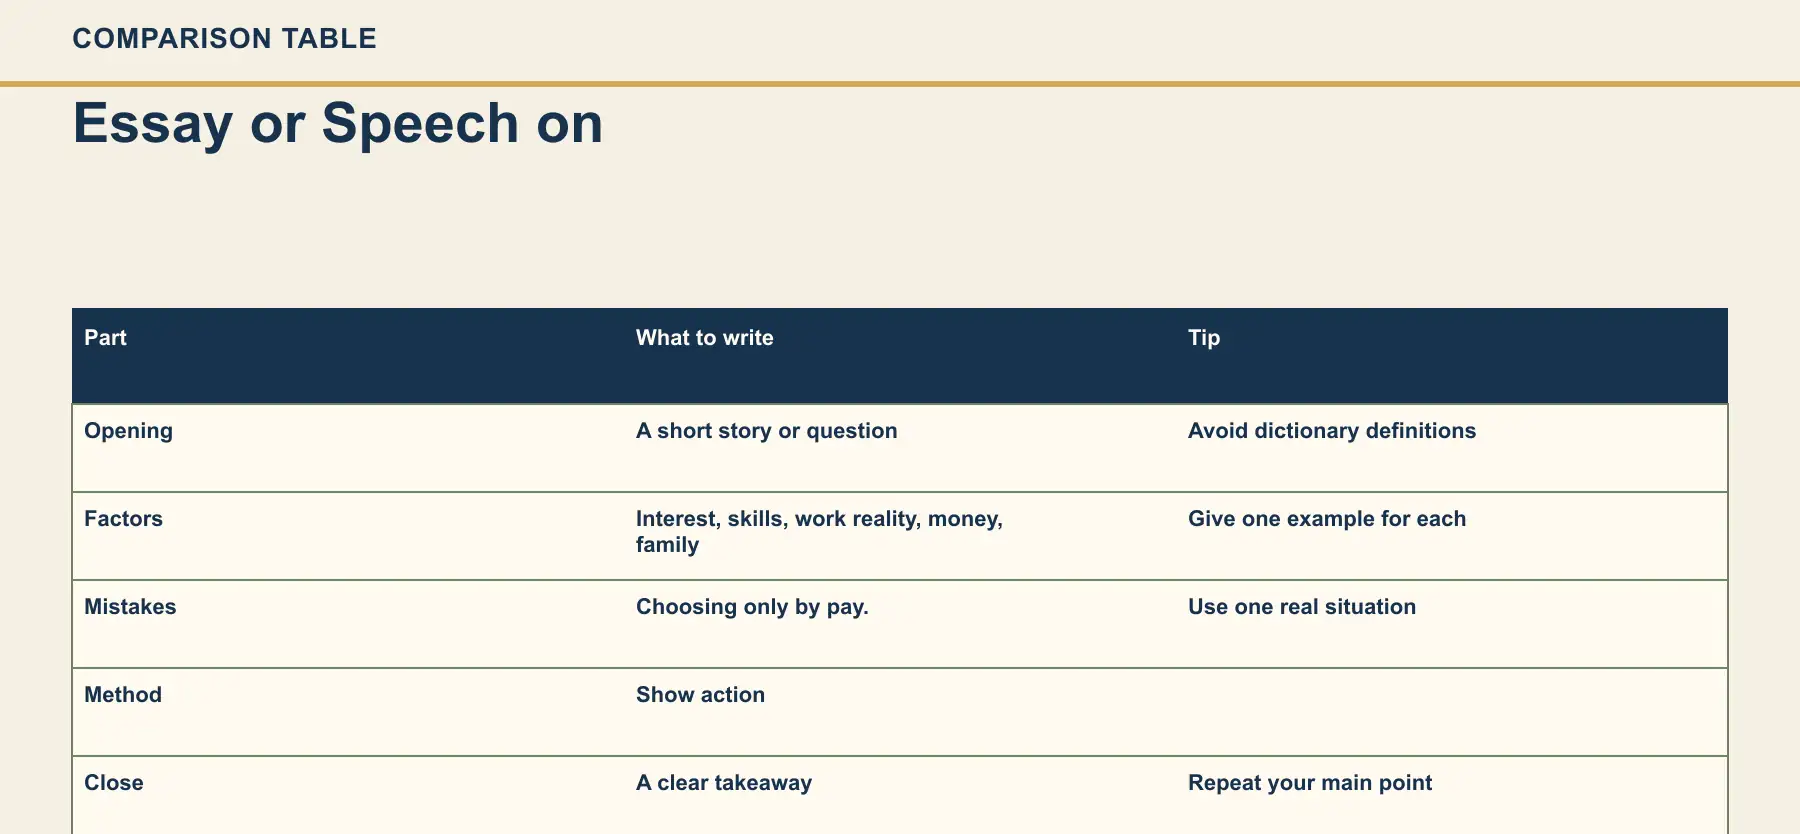 COMPARISON TABLE
Essay or Speech on
Part What to write Tip
Opening A short story or question Avoid dictionary definitions
Factors Interest, skills, work reality, money, Give one example for each
family
Mistakes Choosing only by pay. Use one real situation
Method Show action
Close A clear takeaway Repeat your main point